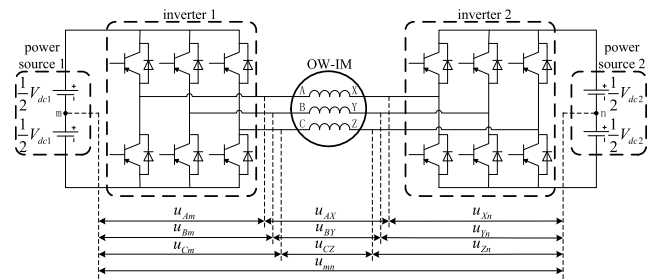 inverter 1
inverter 2
power
source 1
OW-IM
power
source 2
1/2 V_dc1
m
1/2 V_dc1
A X
B Y
C Z
1/2 V_dc2
n
1/2 V_dc2
u_Am u_AX u_Xn
u_Bm u_BY u_Yn
u_Cm u_CZ u_Zn
u_mn